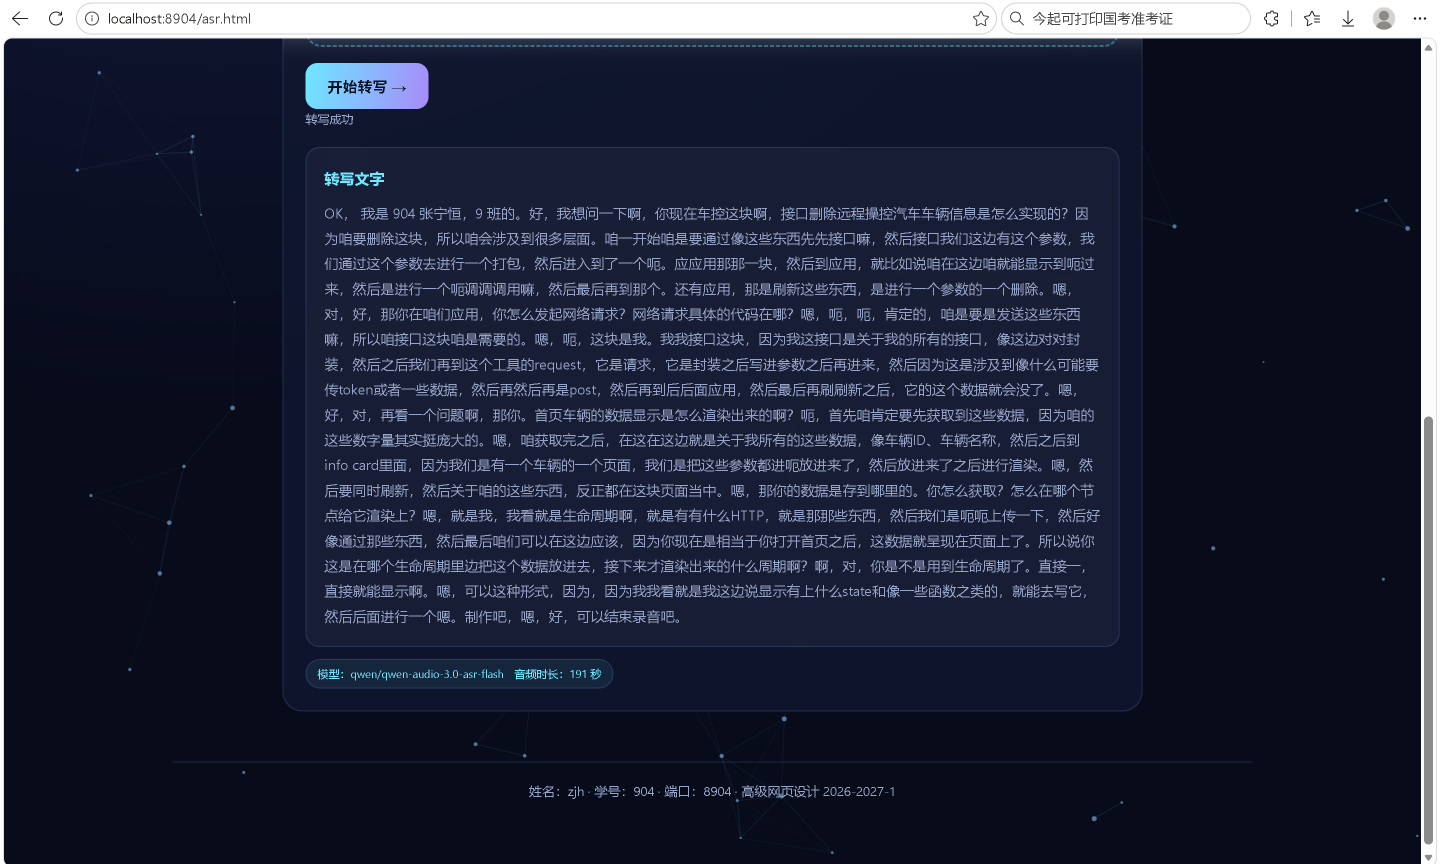 localhost:8904/asr.html
今起可打印国考准考证
开始转写 →
转写成功
转写文字
OK， 我是 904 张宁恒，9 班的。好，我想问一下啊，你现在车控这块啊，接口删除远程操控汽车车辆信息是怎么实现的？因
为咱要删除这块，所以咱会涉及到很多层面。咱一开始咱是要通过像这些东西先先接口嘛，然后接口我们这边有这个参数，我
们通过这个参数去进行一个打包，然后进入到了一个呃。应应用那那一块，然后到应用，就比如说咱在这边咱就能显示到呃过
来，然后是进行一个呃调调调用嘛，然后最后再到那个。还有应用，那是刷新这些东西，是进行一个参数的一个删除。嗯，
对，好，那你在咱们应用，你怎么发起网络请求？网络请求具体的代码在哪？嗯，呃，呃，肯定的，咱是要是发送这些东西
嘛，所以咱接口这块咱是需要的。嗯，呃，这块是我。我我接口这块，因为我这接口是关于我的所有的接口，像这边对对封
装，然后之后我们再到这个工具的request，它是请求，它是封装之后写进参数之后再进来，然后因为这是涉及到像什么可能要
传token或者一些数据，然后再然后再是post，然后再到后后面应用，然后最后再刷刷新之后，它的这个数据就会没了。嗯，
好，对，再看一个问题啊，那你。首页车辆的数据显示是怎么渲染出来的啊？呃，首先咱肯定要先获取到这些数据，因为咱的
这些数字量其实挺庞大的。嗯，咱获取完之后，在这在这边就是关于我所有的这些数据，像车辆ID、车辆名称，然后之后到
info card里面，因为我们是有一个车辆的一个页面，我们是把这些参数都进呃放进来了，然后放进来了之后进行渲染。嗯，然
后要同时刷新，然后关于咱的这些东西，反正都在这块页面当中。嗯，那你的数据是存到哪里的。你怎么获取？怎么在哪个节
点给它渲染上？嗯，就是我，我看就是生命周期啊，就是有有什么HTTP，就是那那些东西，然后我们是呃呃上传一下，然后好
像通过那些东西，然后最后咱们可以在这边应该，因为你现在是相当于你打开首页之后，这数据就呈现在页面上了。所以说你
这是在哪个生命周期里边把这个数据放进去，接下来才渲染出来的什么周期啊？啊，对，你是不是用到生命周期了。直接一，
直接就能显示啊。嗯，可以这种形式，因为，因为我我看就是我这边说显示有上什么state和像一些函数之类的，就能去写它，
然后后面进行一个嗯。制作吧，嗯，好，可以结束录音吧。
模型：qwen/qwen-audio-3.0-asr-flash 音频时长：191 秒
姓名：zjh · 学号：904 · 端口：8904 · 高级网页设计 2026-2027-1